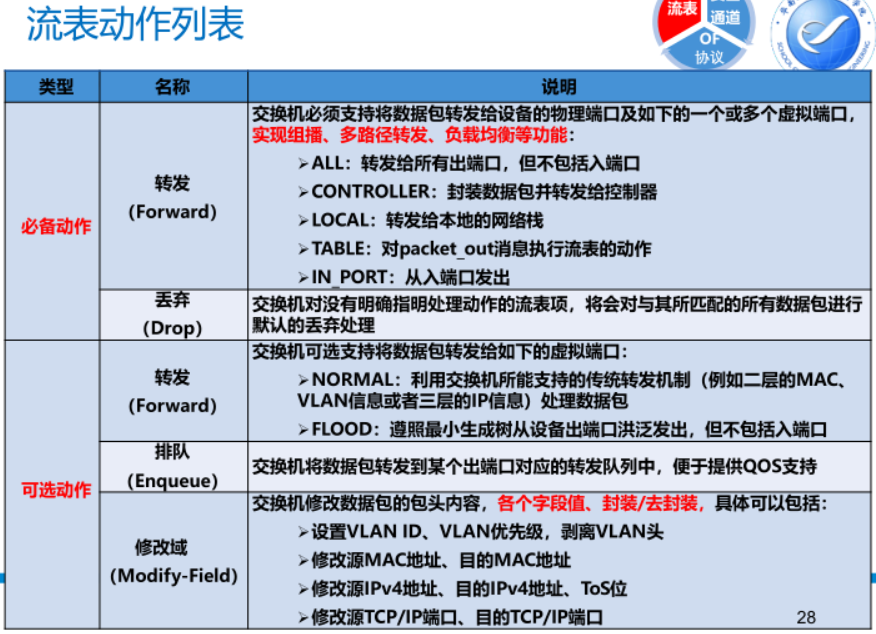 流表动作列表
流表
通道
OF
协议
类型 名称 说明
必备动作
转发
(Forward)
交换机必须支持将数据包转发给设备的物理端口及如下的一个或多个虚拟端口，
实现组播、多路径转发、负载均衡等功能：
➢ALL：转发给所有出端口，但不包括入端口
➢CONTROLLER：封装数据包并转发给控制器
➢LOCAL：转发给本地的网络栈
➢TABLE：对packet_out消息执行流表的动作
➢IN_PORT：从入端口发出
丢弃
(Drop)
交换机对没有明确指明处理动作的流表项，将会对与其所匹配的所有数据包进行
默认的丢弃处理
可选动作
转发
(Forward)
交换机可选支持将数据包转发给如下的虚拟端口：
➢NORMAL：利用交换机所能支持的传统转发机制（例如二层的MAC、
VLAN信息或者三层的IP信息）处理数据包
➢FLOOD：遵照最小生成树从设备出端口洪泛发出，但不包括入端口
排队
(Enqueue)
交换机将数据包转发到某个出端口对应的转发队列中，便于提供QOS支持
修改域
(Modify-Field)
交换机修改数据包的包头内容，各个字段值、封装/去封装，具体可以包括：
➢设置VLAN ID、VLAN优先级，剥离VLAN头
➢修改源MAC地址、目的MAC地址
➢修改源IPv4地址、目的IPv4地址、ToS位
➢修改源TCP/IP端口、目的TCP/IP端口
28